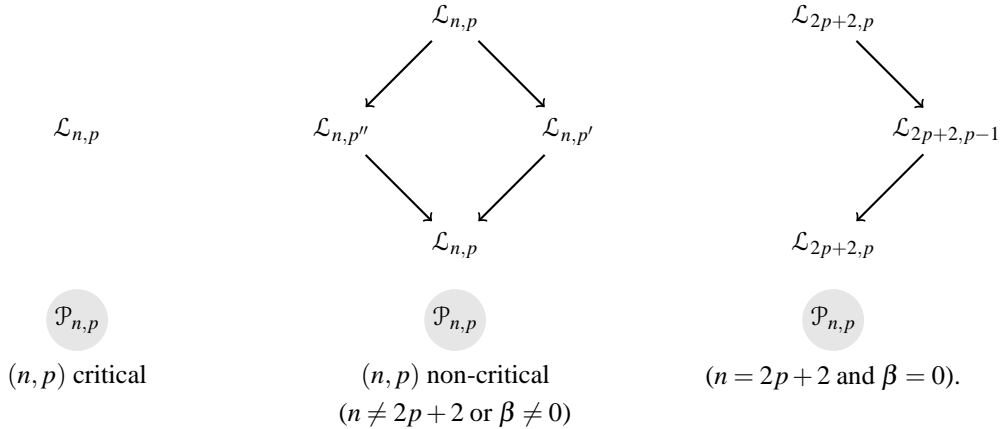 ℒ_{n,p} ℒ_{2p+2,p}
ℒ_{n,p} ℒ_{n,p″} ℒ_{n,p′} ℒ_{2p+2,p−1}
ℒ_{n,p} ℒ_{2p+2,p}
𝒫_{n,p} 𝒫_{n,p} 𝒫_{n,p}
(n, p) critical (n, p) non-critical (n = 2p + 2 and β = 0).
(n ≠ 2p + 2 or β ≠ 0)